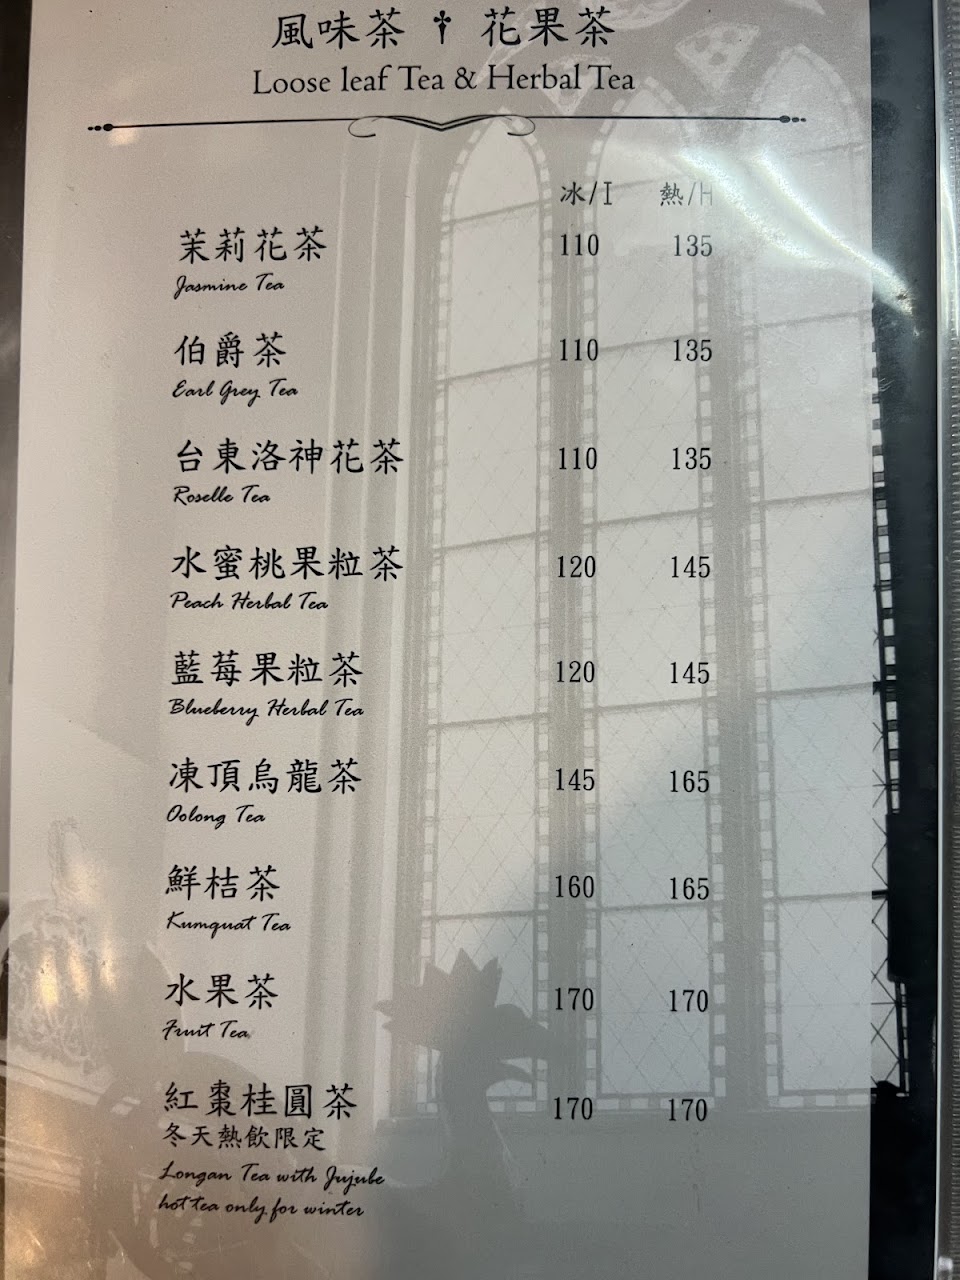 風味茶 † 花果茶
Loose leaf Tea & Herbal Tea
冰/I 熱/H
茉莉花茶 110 135
Jasmine Tea
伯爵茶 110 135
Earl Grey Tea
台東洛神花茶 110 135
Roselle Tea
水蜜桃果粒茶 120 145
Peach Herbal Tea
藍莓果粒茶 120 145
Blueberry Herbal Tea
凍頂烏龍茶 145 165
Oolong Tea
鮮桔茶 160 165
Kumquat Tea
水果茶 170 170
Fruit Tea
紅棗桂圓茶 170 170
冬天熱飲限定
Longan Tea with Jujube
hot tea only for winter